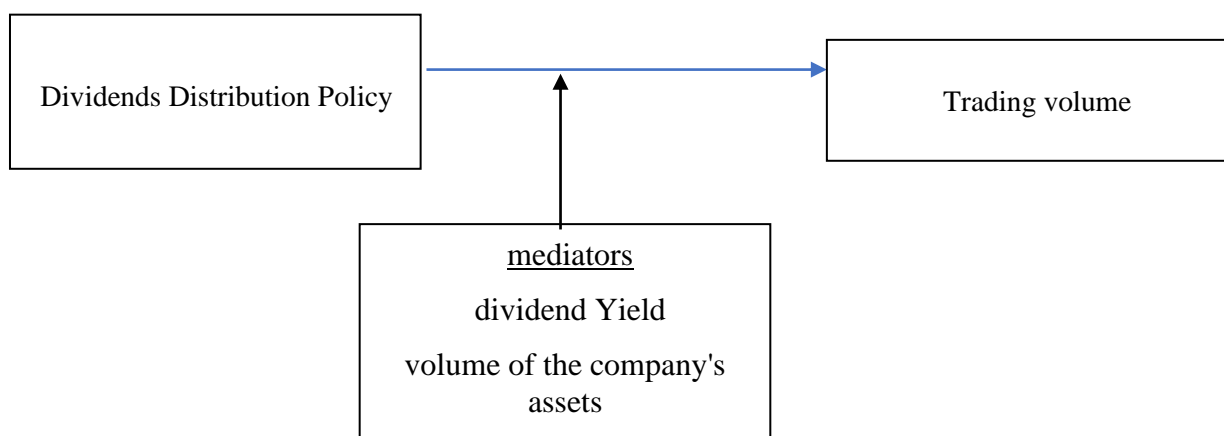 Dividends Distribution Policy
Trading volume
mediators
dividend Yield
volume of the company's
assets